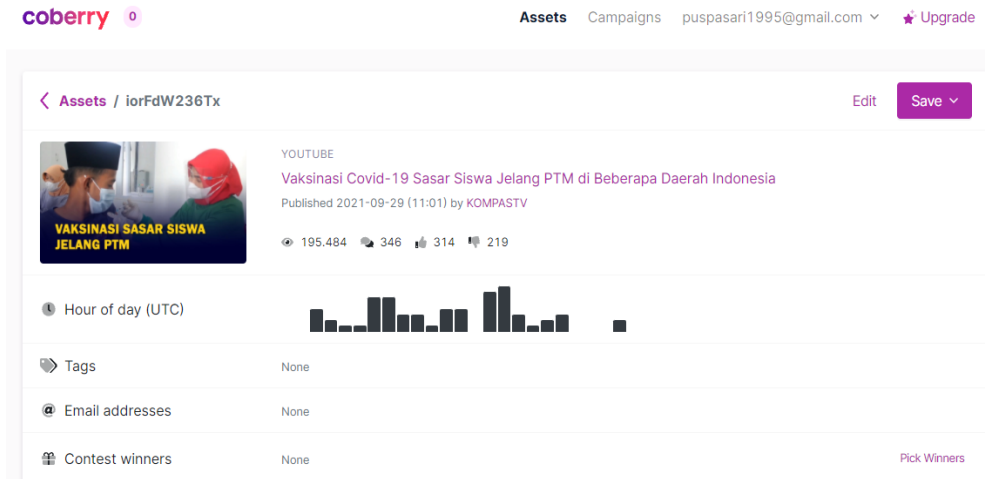 coberry 0 Assets Campaigns puspasari1995@gmail.com Upgrade
Assets / iorFdW236Tx Edit Save
VAKSINASI SASAR SISWA
JELANG PTM
YOUTUBE
Vaksinasi Covid-19 Sasar Siswa Jelang PTM di Beberapa Daerah Indonesia
Published 2021-09-29 (11:01) by KOMPASTV
195.484 346 314 219
Hour of day (UTC)
Tags None
Email addresses None
Contest winners None Pick Winners